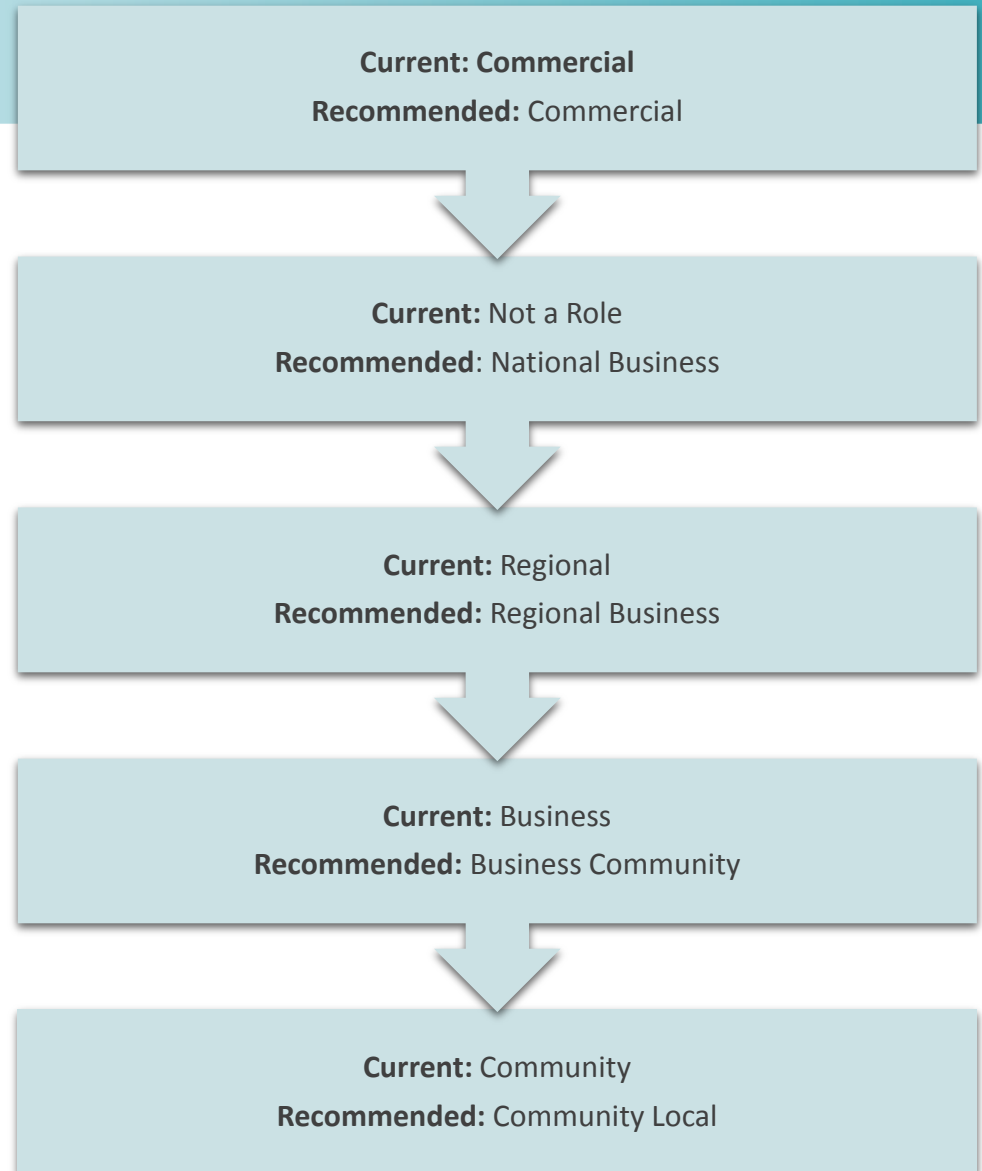 Current: Commercial
Recommended: Commercial
Current: Not a Role
Recommended: National Business
Current: Regional
Recommended: Regional Business
Current: Business
Recommended: Business Community
Current: Community
Recommended: Community Local